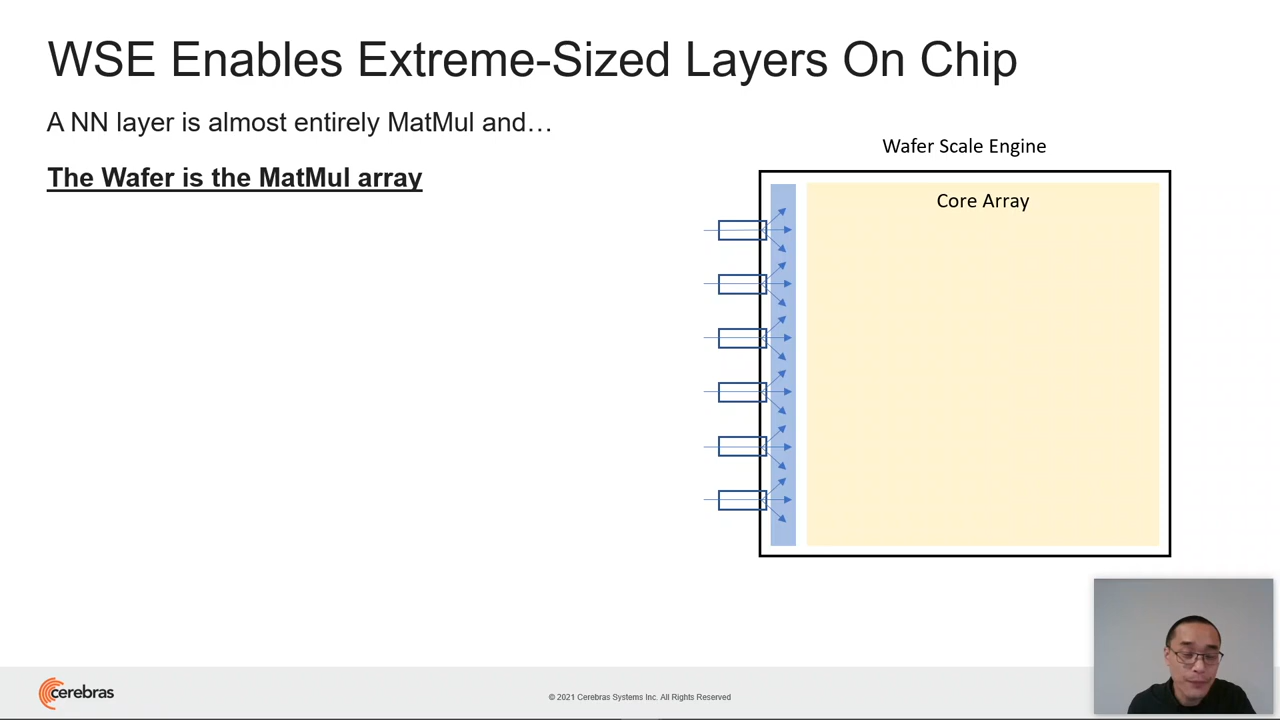 WSE Enables Extreme-Sized Layers On Chip
A NN layer is almost entirely MatMul and…
The Wafer is the MatMul array
Wafer Scale Engine
Core Array
cerebras
© 2021 Cerebras Systems Inc. All Rights Reserved